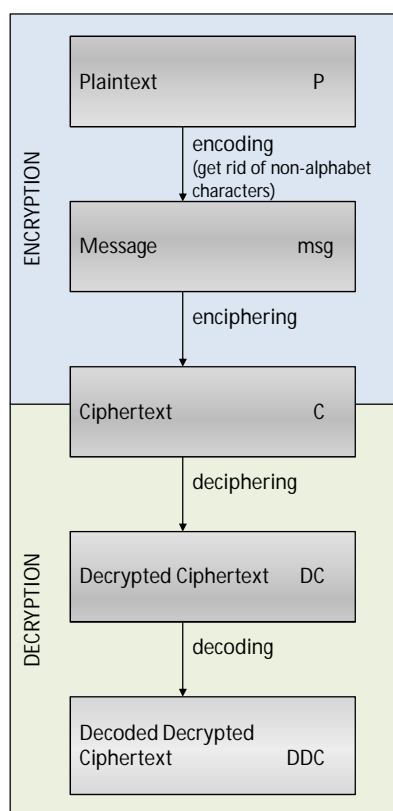 ENCRYPTION
Plaintext P
encoding
(get rid of non-alphabet
characters)
Message msg
enciphering
Ciphertext C
deciphering
DECRYPTION
Decrypted Ciphertext DC
decoding
Decoded Decrypted
Ciphertext DDC